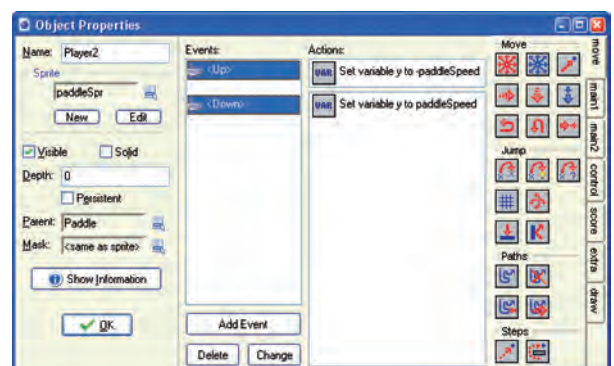 Object Properties
Name: Player2
Sprite
paddleSpr
New Edit
Visible Solid
Depth: 0
Persistent
Parent: Paddle
Mask: <same as sprite>
Show Information
OK
Events:
<Up>
<Down>
Add Event
Delete Change
Actions:
VAR Set variable y to -paddleSpeed
VAR Set variable y to paddleSpeed
Move
Jump
Paths
Steps
move
main1
main2
control
score
extra
draw